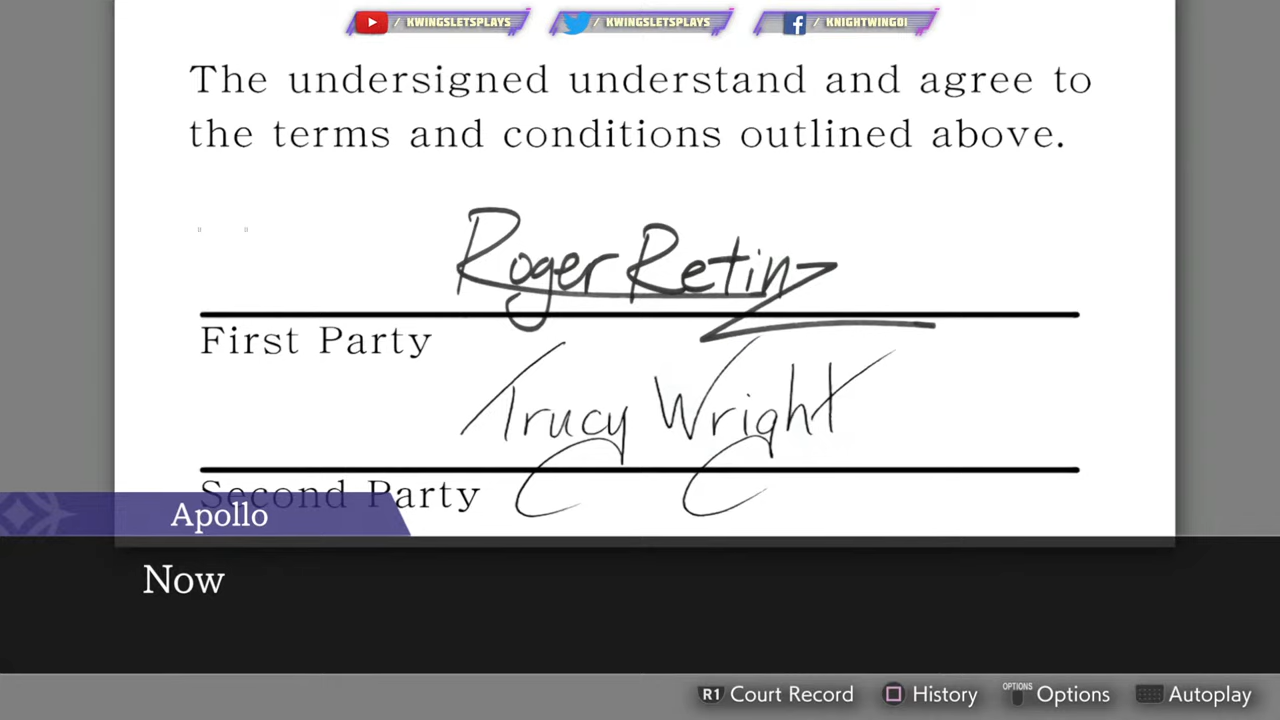 / KWINGSLETSPLAYS / KWINGSLETSPLAYS / KNIGHTWING01
The undersigned understand and agree to
the terms and conditions outlined above.
Roger Retinz
First Party
Trucy Wright
Second Party
Apollo
Now
R1 Court Record History OPTIONS Options Autoplay